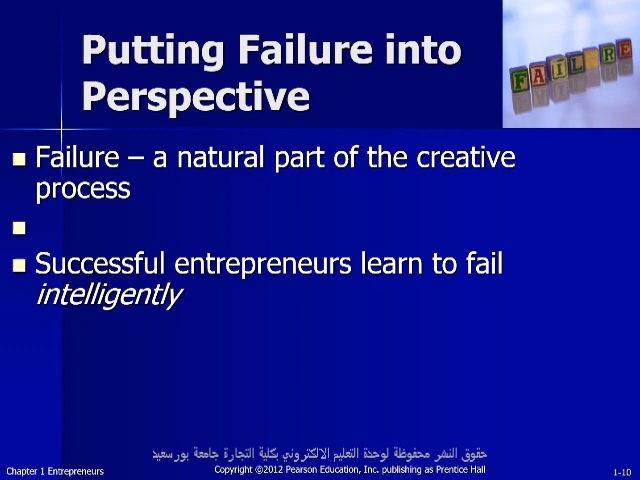 Putting Failure into
Perspective
FAILURE
■ Failure – a natural part of the creative
process
■
■ Successful entrepreneurs learn to fail
intelligently
حقوق النشر محفوظة لوحدة التعليم الالكتروني بكلية التجارة جامعة بورسعيد
Chapter 1 Entrepreneurs
Copyright ©2012 Pearson Education, Inc. publishing as Prentice Hall
1-10